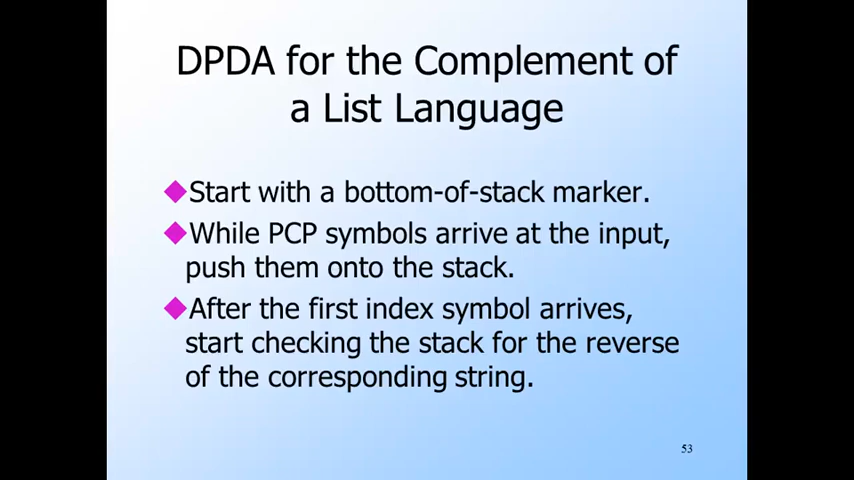 DPDA for the Complement of
a List Language
Start with a bottom-of-stack marker.
While PCP symbols arrive at the input,
push them onto the stack.
After the first index symbol arrives,
start checking the stack for the reverse
of the corresponding string.
53